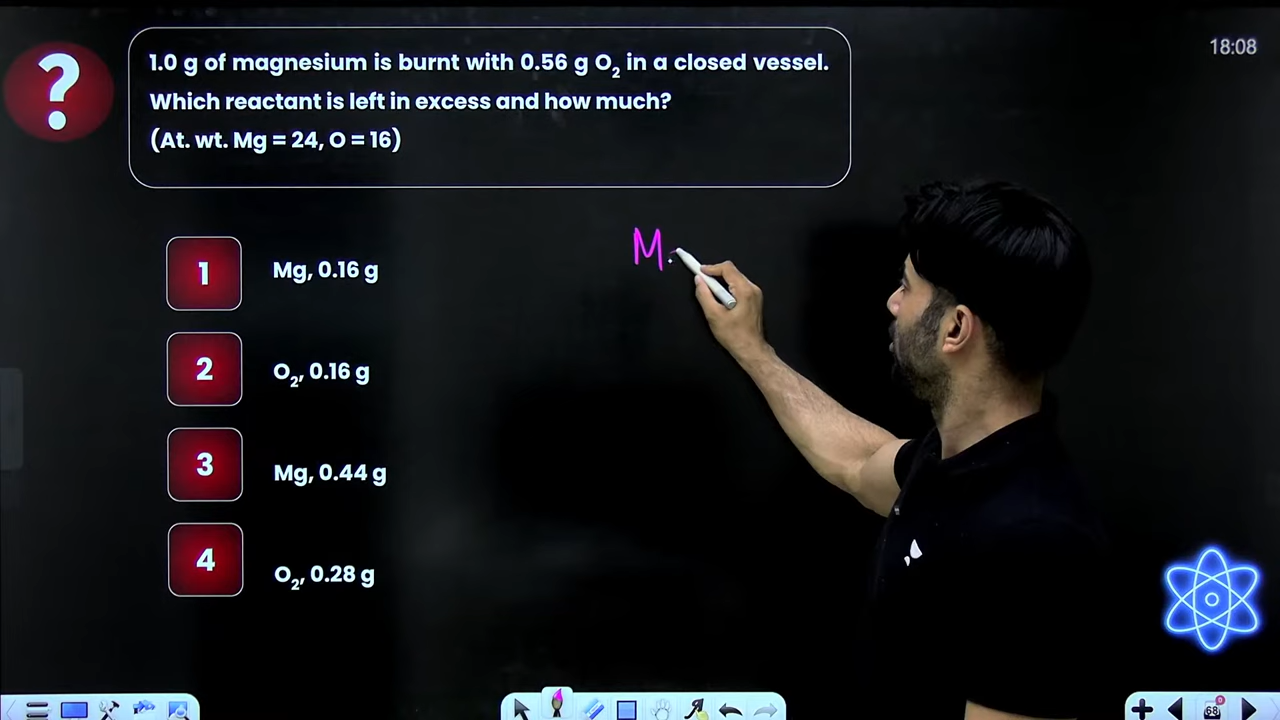 ?
1.0 g of magnesium is burnt with 0.56 g O₂ in a closed vessel.
Which reactant is left in excess and how much?
(At. wt. Mg = 24, O = 16)
18:08
M
1 Mg, 0.16 g
2 O₂, 0.16 g
3 Mg, 0.44 g
4 O₂, 0.28 g
68